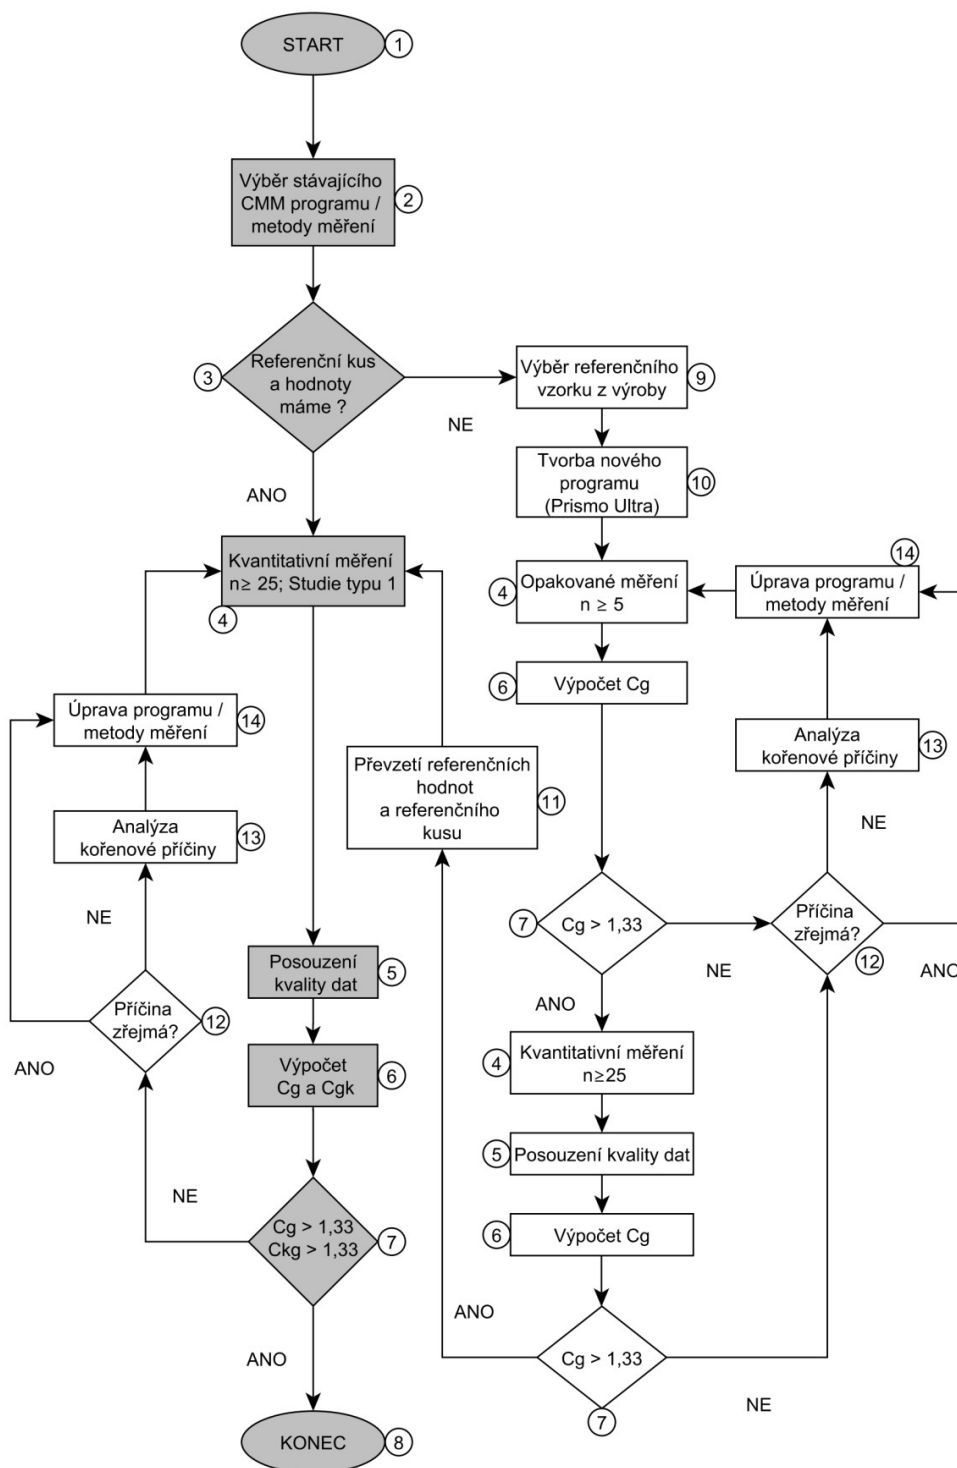 START
1
Výběr stávajícího
CMM programu /
metody měření
2
Referenční kus
a hodnoty
máme ?
3
NE
ANO
Výběr referenčního
vzorku z výroby
9
Tvorba nového
programu
(Prismo Ultra)
10
Kvantitativní měření
n≥ 25; Studie typu 1
4
Opakované měření
n ≥ 5
4
14
Úprava programu /
metody měření
6
Výpočet Cg
Úprava programu /
metody měření
14
Analýza
kořenové příčiny
13
Převzetí referenčních
hodnot
a referenčního
kusu
11
Analýza
kořenové příčiny
13
NE
NE
7
Cg > 1,33
NE
Příčina
zřejmá?
12
ANO
ANO
Posouzení
kvality dat
5
Příčina
zřejmá?
12
ANO
4
Kvantitativní měření
n≥25
Výpočet
Cg a Cgk
6
5
Posouzení kvality dat
NE
6
Výpočet Cg
Cg > 1,33
Ckg > 1,33
7
ANO
ANO
Cg > 1,33
7
NE
KONEC
8